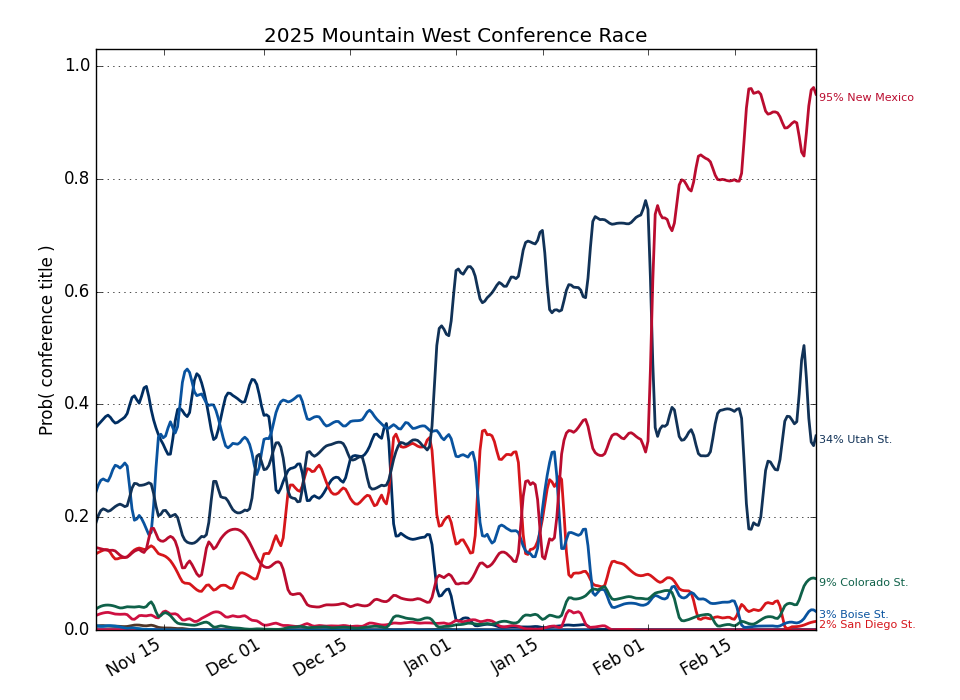 2025 Mountain West Conference Race
Prob( conference title )
1.0
0.8
0.6
0.4
0.2
0.0
Nov 15
Dec 01
Dec 15
Jan 01
Jan 15
Feb 01
Feb 15
95% New Mexico
34% Utah St.
9% Colorado St.
3% Boise St.
2% San Diego St.